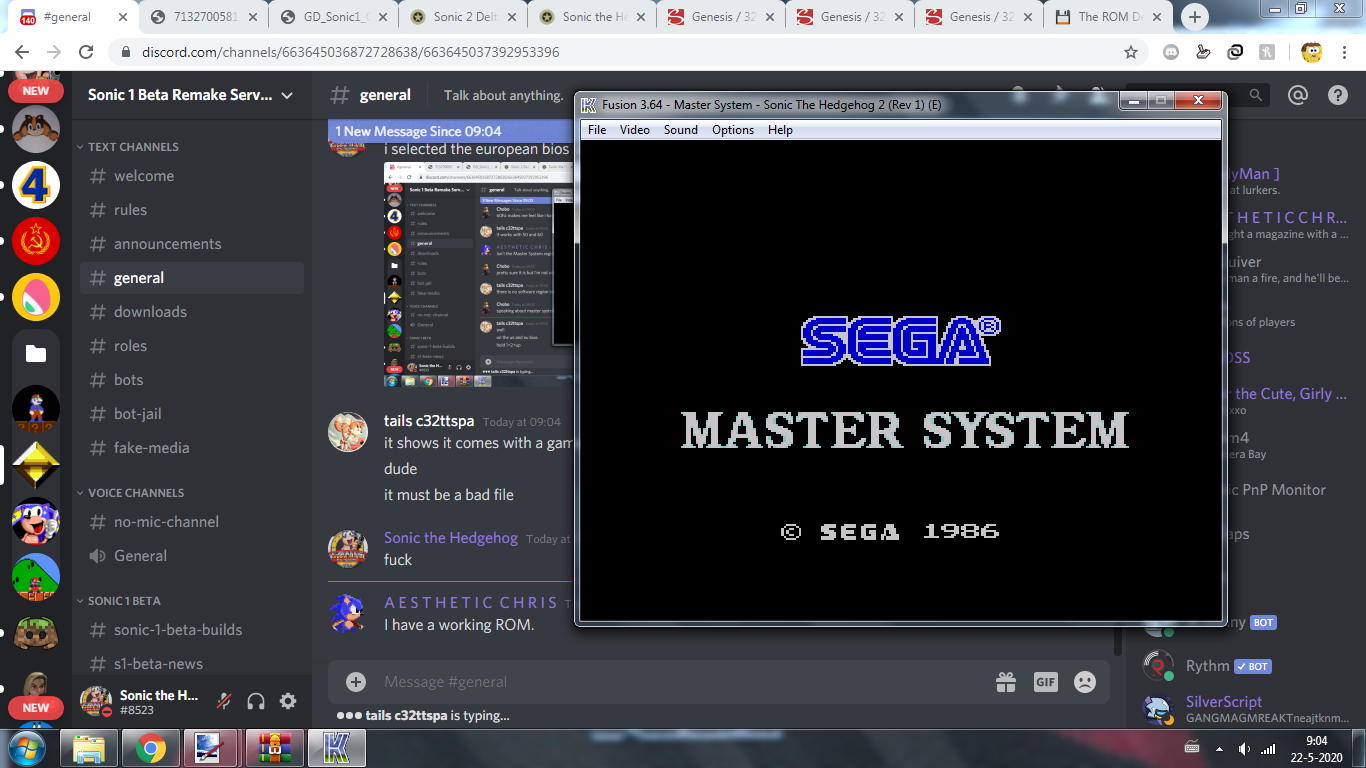 #general
7132700581
GD_Sonic1_
Sonic 2 Delt
Sonic the He
Genesis / 32
Genesis / 32
Genesis / 32
The ROM De
140
discord.com/channels/663645036872728638/663645037392953396
NEW
Sonic 1 Beta Remake Serv...
general
Talk about anything.
Fusion 3.64 - Master System - Sonic The Hedgehog 2 (Rev 1) (E)
File Video Sound Options Help
1 New Message Since 09:04
i selected the european bios
TEXT CHANNELS
welcome
rules
announcements
general
downloads
roles
bots
bot-jail
fake-media
VOICE CHANNELS
no-mic-channel
General
SONIC 1 BETA
sonic-1-beta-builds
s1-beta-news
NEW
Sonic the H...
#8523
tails c32ttspa Today at 09:04
it shows it comes with a gam
dude
it must be a bad file
Sonic the Hedgehog Today at
fuck
A E S T H E T I C C H R I S
I have a working ROM.
Message #general
GIF
tails c32ttspa is typing...
SEGA®
MASTER SYSTEM
© SEGA 1986
lyMan ]
at lurkers.
T H E T I C C H R...
ght a magazine with a ...
uiver
man a fire, and he'll be...
ons of players
OSS
r the Cute, Girly ...
xxo
m4
era Bay
ic PnP Monitor
aps
ny BOT
Rythm BOT
SilverScript
GANGMAGMREAKTneajtknm...
9:04
22-5-2020